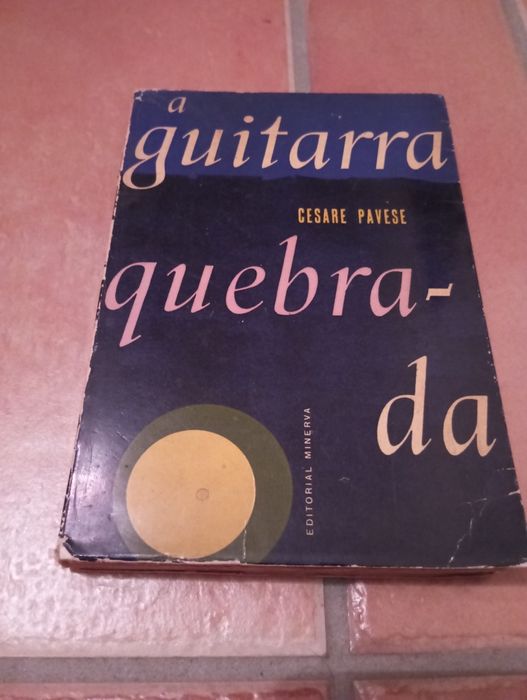 a
guitarra
CESARE PAVESE
quebra-
da
EDITORIAL MINERVA